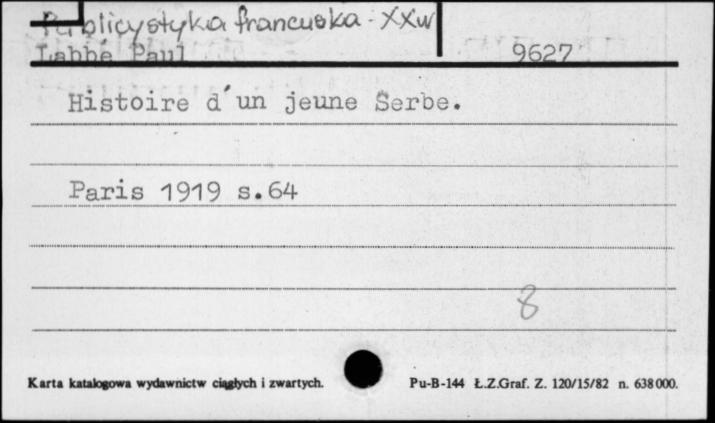 Publicystyka francuska - XXw
Labbé Paul 9627
Histoire d'un jeune Serbe.
Paris 1919 s.64
8
Karta katalogowa wydawnictw ciągłych i zwartych. Pu-B-144 Ł.Z.Graf. Z. 120/15/82 n. 638 000.